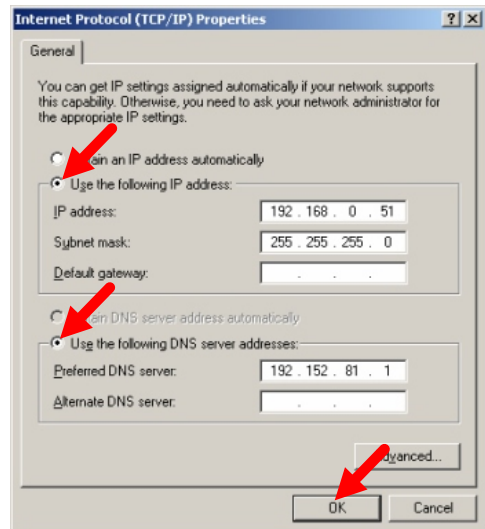 Internet Protocol (TCP/IP) Properties
General
You can get IP settings assigned automatically if your network supports
this capability. Otherwise, you need to ask your network administrator for
the appropriate IP settings.
an IP address automatically
Use the following IP address:
IP address: 192 . 168 . 0 . 51
Subnet mask: 255 . 255 . 255 . 0
Default gateway: . . .
DNS server address automatically
Use the following DNS server addresses:
Preferred DNS server: 192 . 152 . 81 . 1
Alternate DNS server: . . .
Advanced...
OK Cancel